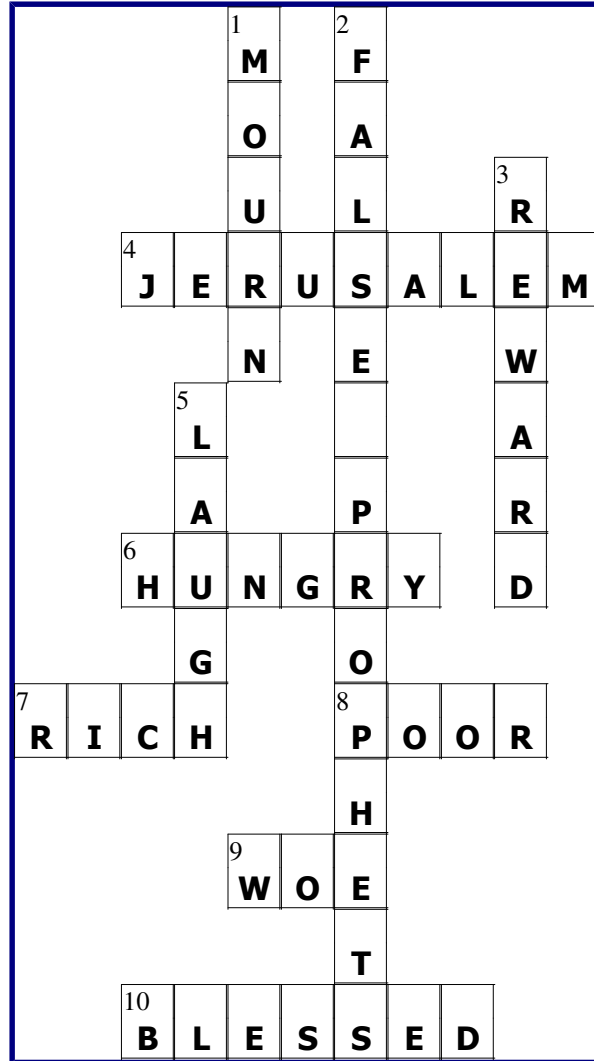 1 2
M F
O A
3
U L R
4
J E R U S A L E M
N E W
5
L A
A P R
6
H U N G R Y D
G O
7 8
R I C H P O O R
H
9
W O E
T
10
B L E S S E D